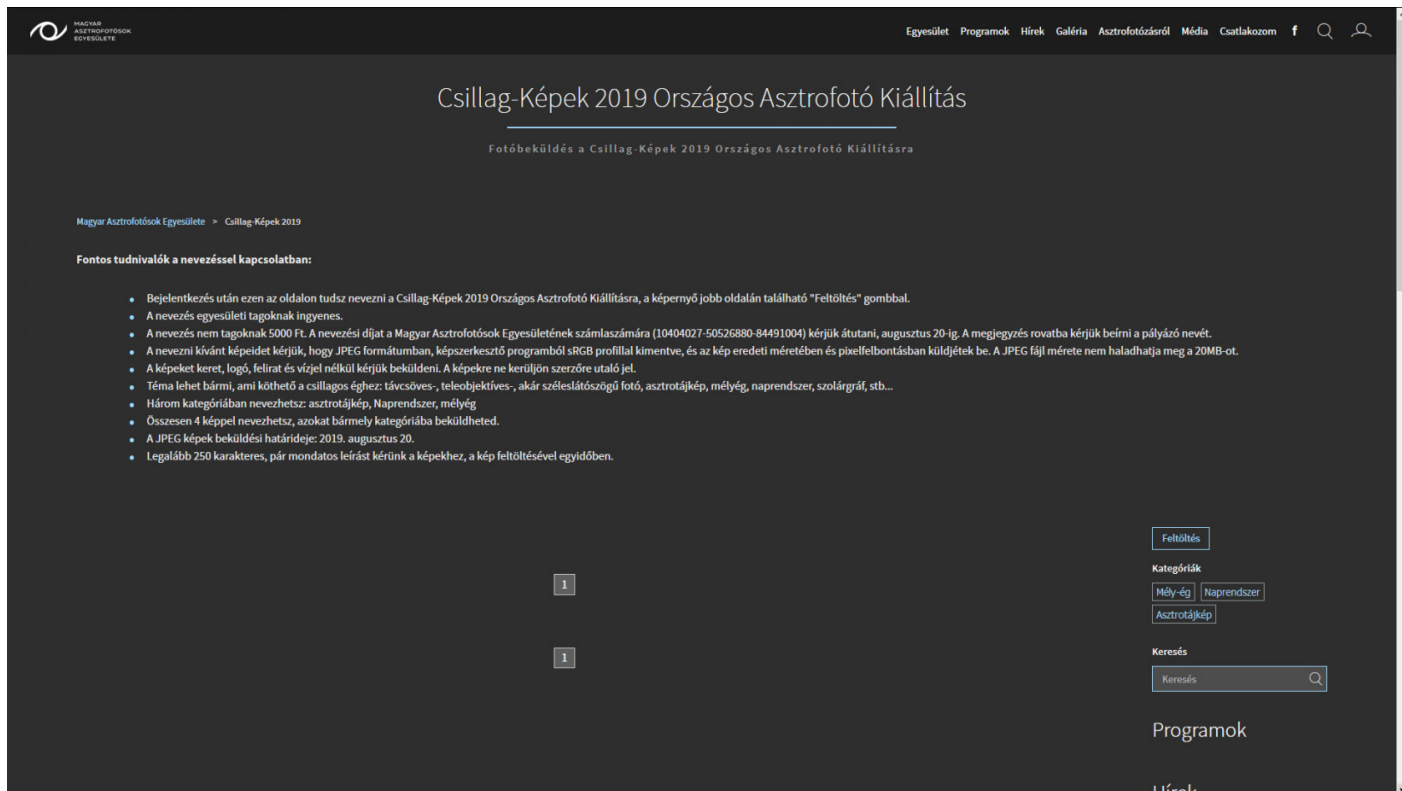 MAGYAR
ASZTROFOTÓSOK
EGYESÜLETE
Egyesület Programok Hírek Galéria Asztrofotózásról Média Csatlakozom f
Csillag-Képek 2019 Országos Asztrofotó Kiállítás
Fotóbeküldés a Csillag-Képek 2019 Országos Asztrofotó Kiállításra
Magyar Asztrofotósok Egyesülete > Csillag-Képek 2019
Fontos tudnivalók a nevezéssel kapcsolatban:
• Bejelentkezés után ezen az oldalon tudsz nevezni a Csillag-Képek 2019 Országos Asztrofotó Kiállításra, a képernyő jobb oldalán található "Feltöltés" gombbal.
• A nevezés egyesületi tagoknak ingyenes.
• A nevezés nem tagoknak 5000 Ft. A nevezési díjat a Magyar Asztrofotósok Egyesületének számlaszámára (10404027-50526880-84491004) kérjük átutani, augusztus 20-ig. A megjegyzés rovatba kérjük beírni a pályázó nevét.
• A nevezni kívánt képeidet kérjük, hogy JPEG formátumban, képszerkesztő programból sRGB profillal kimentve, és az kép eredeti méretében és pixelfelbontásban küldjétek be. A JPEG fájl mérete nem haladhatja meg a 20MB-ot.
• A képeket keret, logó, felirat és vízjel nélkül kérjük beküldeni. A képekre ne kerüljön szerzőre utaló jel.
• Téma lehet bármi, ami köthető a csillagos éghez: távcsöves-, teleobjektíves-, akár széleslátószögű fotó, asztrotájkép, mélyég, naprendszer, szolárgráf, stb...
• Három kategóriában nevezhetsz: asztrotájkép, Naprendszer, mélyég
• Összesen 4 képpel nevezhetsz, azokat bármely kategóriába beküldheted.
• A JPEG képek beküldési határideje: 2019. augusztus 20.
• Legalább 250 karakteres, pár mondatos leírást kérünk a képekhez, a kép feltöltésével egyidőben.
Feltöltés
1
Kategóriák
Mély-ég Naprendszer
Asztrotájkép
Keresés
1
Keresés
Programok
Hírek